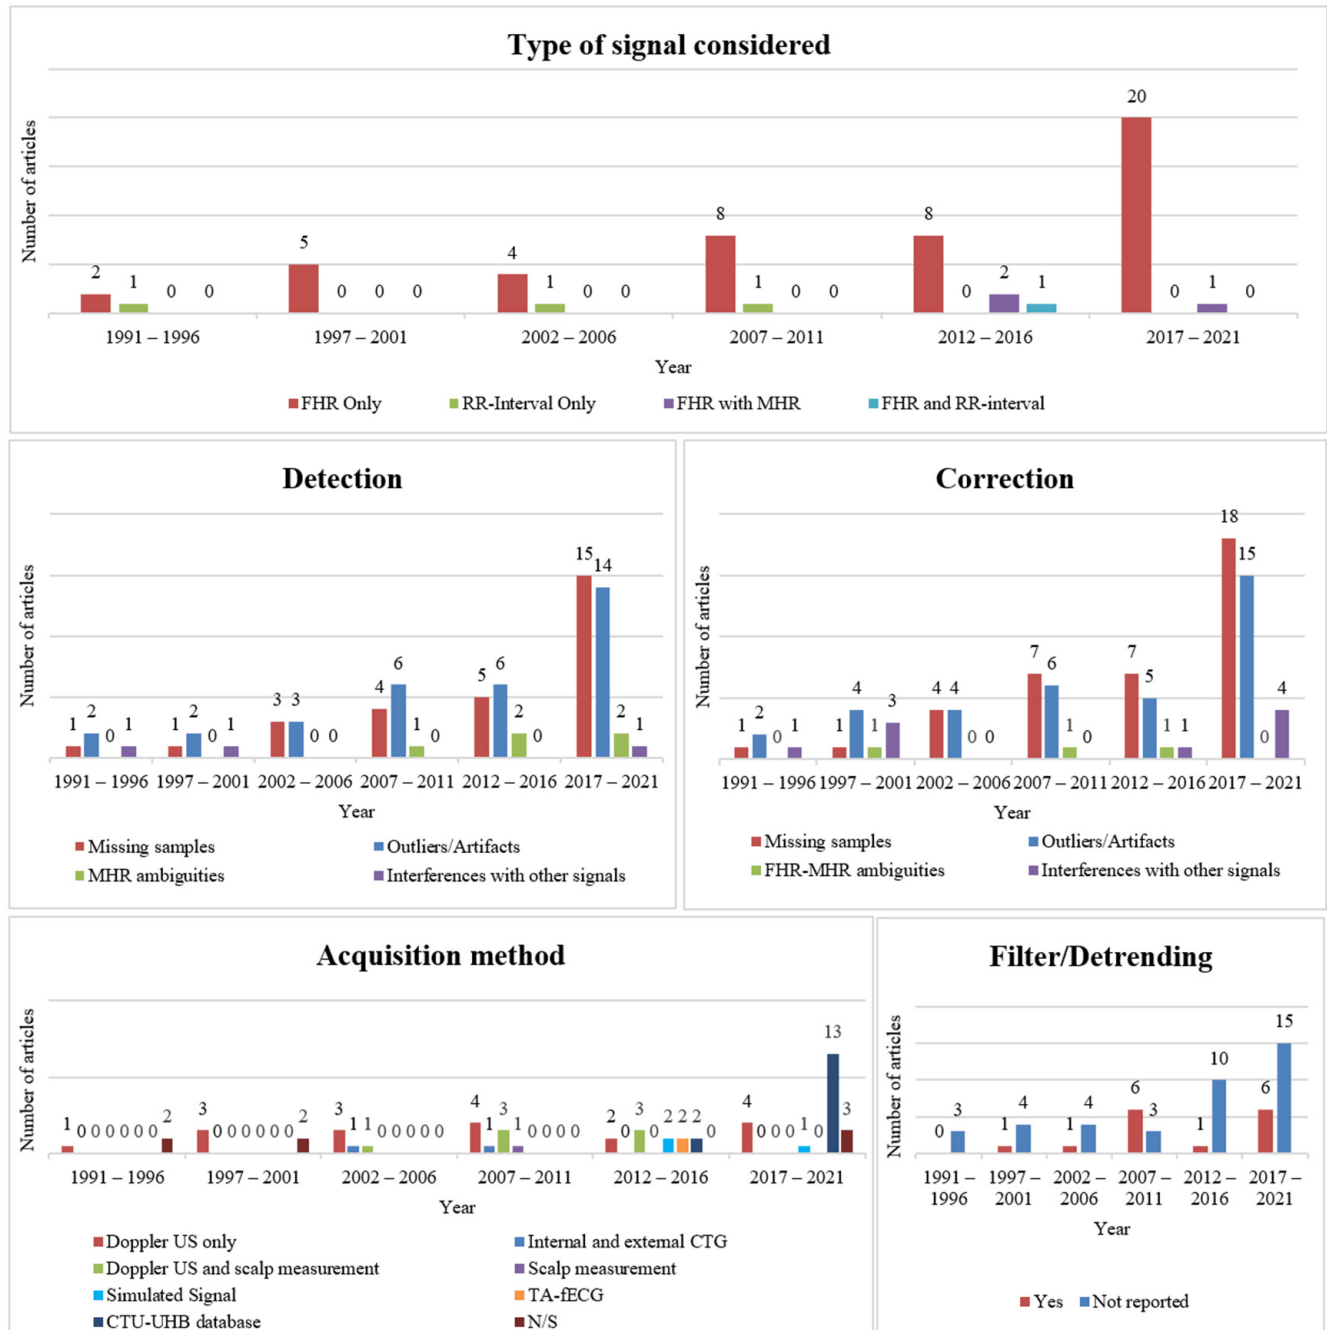 Type of signal considered
Number of articles
2 1 0 0 5 0 0 0 4 1 0 0 8 1 0 0 8 0 2 1 20 0 1 0
1991 – 1996 1997 – 2001 2002 – 2006 2007 – 2011 2012 – 2016 2017 – 2021
Year
FHR Only RR-Interval Only FHR with MHR FHR and RR-interval
Detection
Number of articles
1 2 0 1 1 2 0 1 3 3 0 0 4 6 1 0 5 6 2 0 15 14 2 1
1991 – 1996 1997 – 2001 2002 – 2006 2007 – 2011 2012 – 2016 2017 – 2021
Year
Missing samples Outliers/Artifacts
MHR ambiguities Interferences with other signals
Correction
Number of articles
1 2 0 1 1 4 1 3 4 4 0 0 7 6 1 0 7 5 1 1 18 15 0 4
1991 – 1996 1997 – 2001 2002 – 2006 2007 – 2011 2012 – 2016 2017 – 2021
Year
Missing samples Outliers/Artifacts
FHR-MHR ambiguities Interferences with other signals
Acquisition method
Number of articles
1 0 0 0 0 0 0 2 3 0 0 0 0 0 0 2 3 1 1 0 0 0 0 0 4 1 3 1 0 0 0 0 2 0 3 0 2 2 2 0 4 0 0 0 1 0 13 3
1991 – 1996 1997 – 2001 2002 – 2006 2007 – 2011 2012 – 2016 2017 – 2021
Year
Doppler US only Internal and external CTG
Doppler US and scalp measurement Scalp measurement
Simulated Signal TA-fECG
CTU-UHB database N/S
Filter/Detrending
Number of articles
0 3 1 4 1 4 6 3 1 10 6 15
1991 – 1997 – 2002 – 2007 – 2012 – 2017 –
1996 2001 2006 2011 2016 2021
Year
Yes Not reported